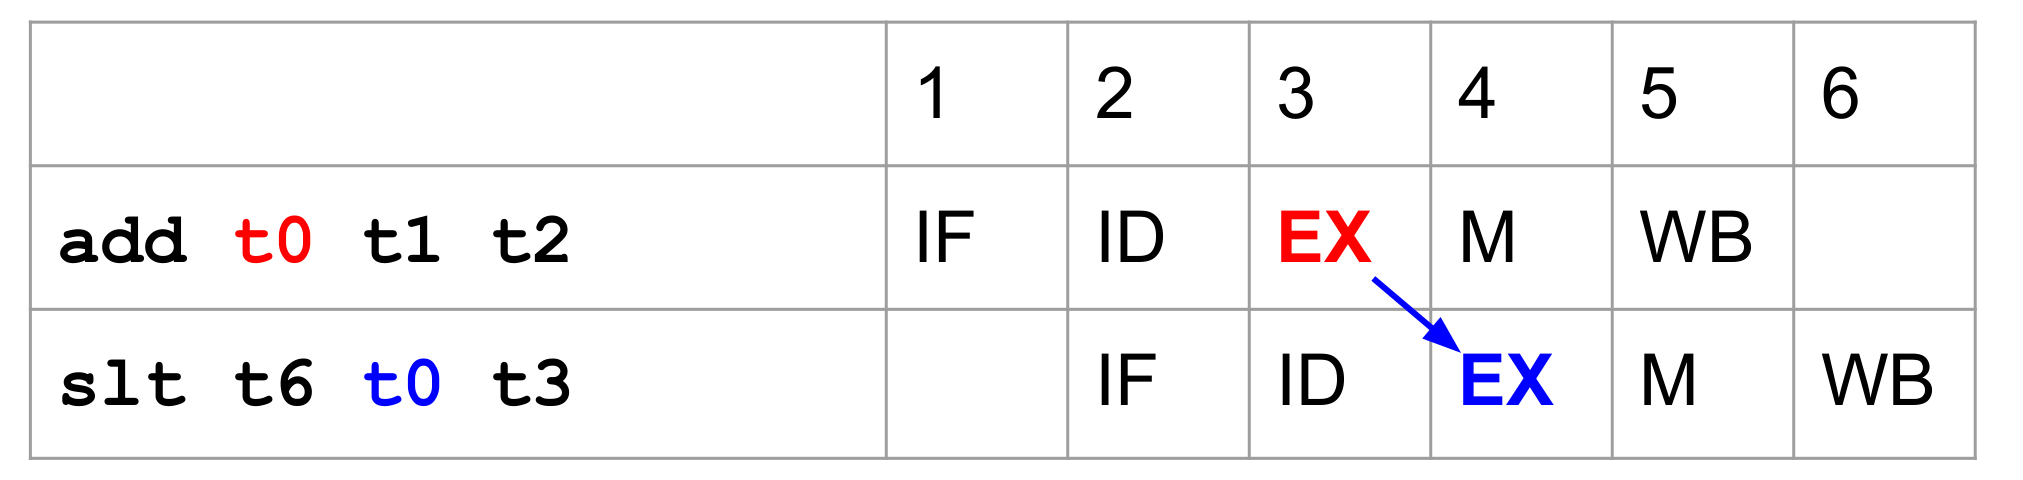 1 2 3 4 5 6
add t0 t1 t2 IF ID EX M WB
slt t6 t0 t3 IF ID EX M WB